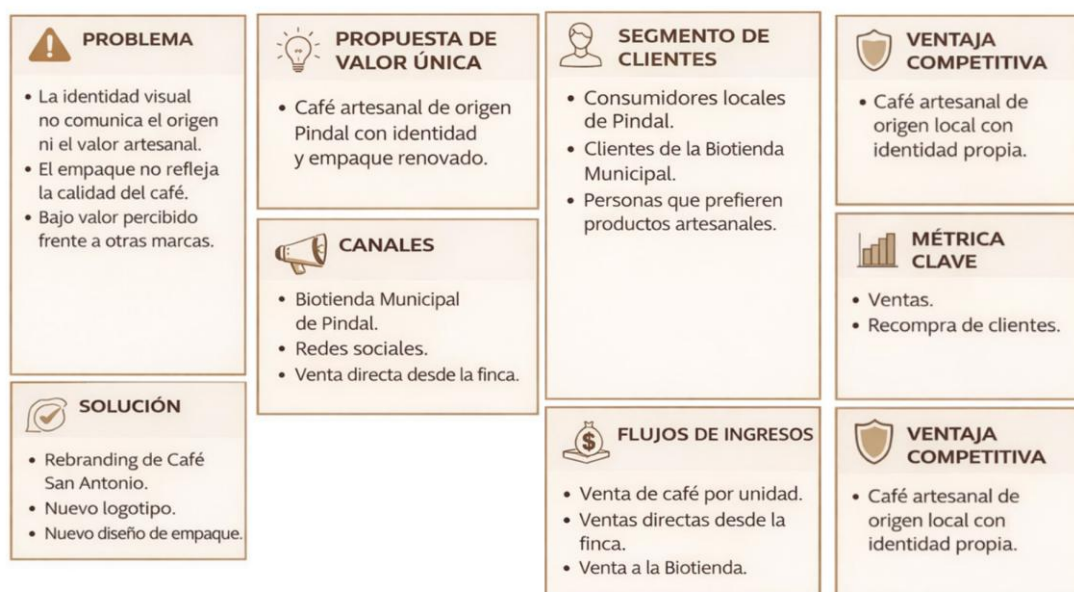 PROBLEMA
• La identidad visual
no comunica el origen
ni el valor artesanal.
• El empaque no refleja
la calidad del café.
• Bajo valor percibido
frente a otras marcas.
SOLUCIÓN
• Rebranding de Café
San Antonio.
• Nuevo logotipo.
• Nuevo diseño de empaque.
PROPUESTA DE
VALOR ÚNICA
• Café artesanal de origen
Pindal con identidad
y empaque renovado.
CANALES
• Biotienda Municipal
de Pindal.
• Redes sociales.
• Venta directa desde la finca.
SEGMENTO DE
CLIENTES
• Consumidores locales
de Pindal.
• Clientes de la Biotienda
Municipal.
• Personas que prefieren
productos artesanales.
$
FLUJOS DE INGRESOS
• Venta de café por unidad.
• Ventas directas desde la
finca.
• Venta a la Biotienda.
VENTAJA
COMPETITIVA
• Café artesanal de
origen local con
identidad propia.
MÉTRICA
CLAVE
• Ventas.
• Recompra de clientes.
VENTAJA
COMPETITIVA
• Café artesanal de
origen local con
identidad propia.